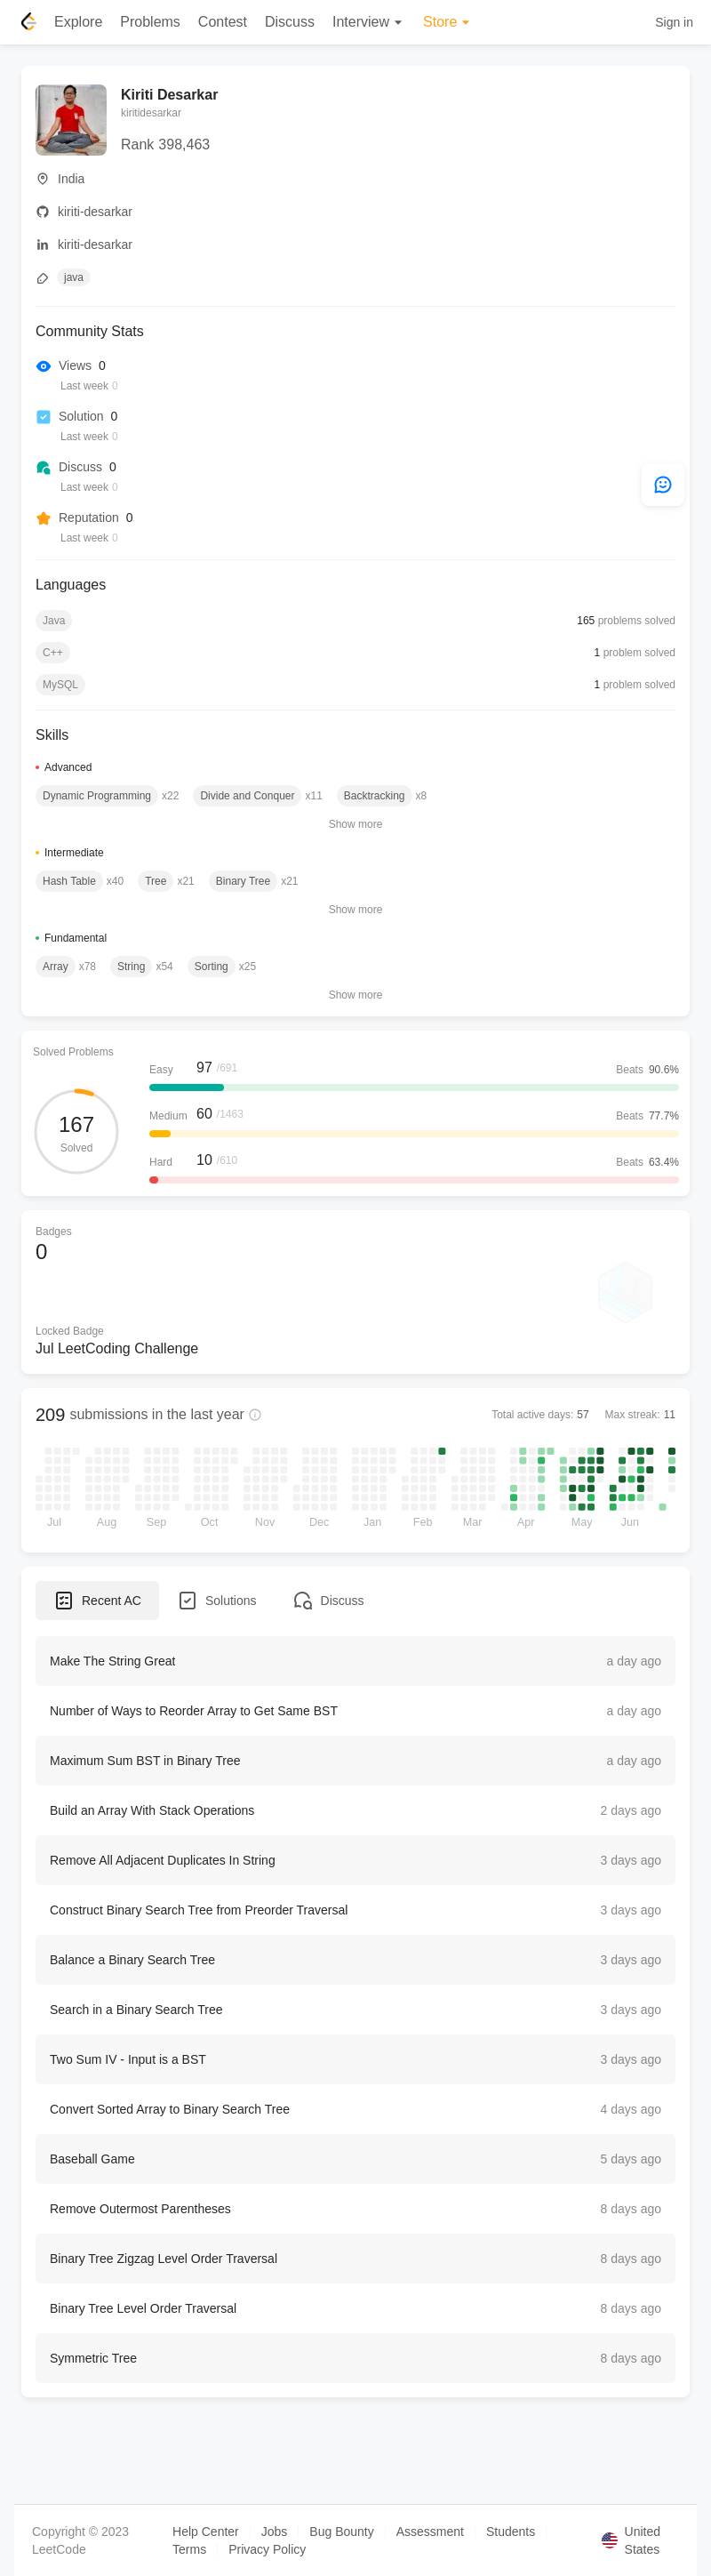 Explore Problems Contest Discuss Interview Store Sign in
Kiriti Desarkar
kiritidesarkar
Rank 398,463
India
kiriti-desarkar
kiriti-desarkar
java
Community Stats
Views 0
Last week 0
Solution 0
Last week 0
Discuss 0
Last week 0
Reputation 0
Last week 0
Languages
Java 165 problems solved
C++ 1 problem solved
MySQL 1 problem solved
Skills
Advanced
Dynamic Programming x22 Divide and Conquer x11 Backtracking x8
Show more
Intermediate
Hash Table x40 Tree x21 Binary Tree x21
Show more
Fundamental
Array x78 String x54 Sorting x25
Show more
Solved Problems
167
Solved
Easy 97 /691 Beats 90.6%
Medium 60 /1463 Beats 77.7%
Hard 10 /610 Beats 63.4%
Badges
0
Locked Badge
Jul LeetCoding Challenge
209 submissions in the last year Total active days: 57 Max streak: 11
Jul Aug Sep Oct Nov Dec Jan Feb Mar Apr May Jun
Recent AC Solutions Discuss
Make The String Great a day ago
Number of Ways to Reorder Array to Get Same BST a day ago
Maximum Sum BST in Binary Tree a day ago
Build an Array With Stack Operations 2 days ago
Remove All Adjacent Duplicates In String 3 days ago
Construct Binary Search Tree from Preorder Traversal 3 days ago
Balance a Binary Search Tree 3 days ago
Search in a Binary Search Tree 3 days ago
Two Sum IV - Input is a BST 3 days ago
Convert Sorted Array to Binary Search Tree 4 days ago
Baseball Game 5 days ago
Remove Outermost Parentheses 8 days ago
Binary Tree Zigzag Level Order Traversal 8 days ago
Binary Tree Level Order Traversal 8 days ago
Symmetric Tree 8 days ago
Copyright © 2023 LeetCode
Help Center Jobs Bug Bounty Assessment Students
Terms Privacy Policy
United States